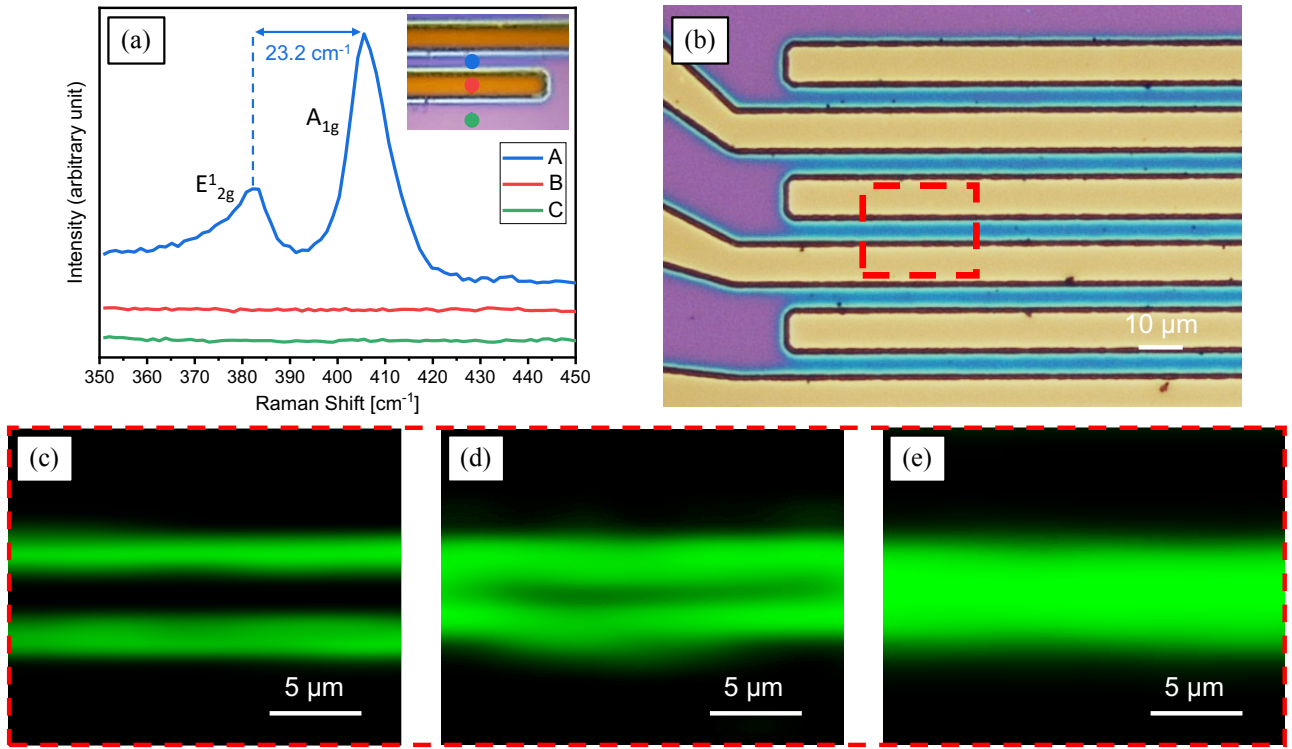 (a)
23.2 cm⁻¹
A₁g
E¹₂g
A
B
C
Intensity (arbitrary unit)
350 360 370 380 390 400 410 420 430 440 450
Raman Shift [cm⁻¹]
(b)
10 µm
(c)
5 µm
(d)
5 µm
(e)
5 µm